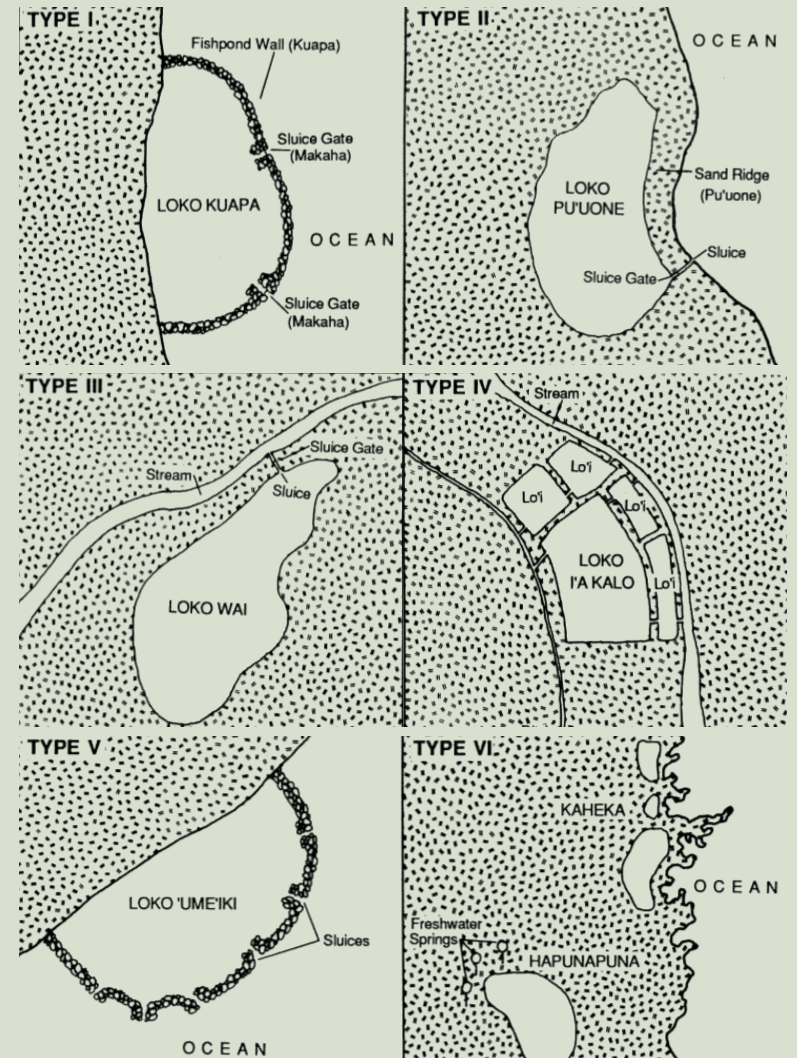 TYPE I
Fishpond Wall (Kuapa)
Sluice Gate
(Makaha)
LOKO KUAPA
OCEAN
Sluice Gate
(Makaha)
TYPE II
OCEAN
LOKO
PU'UONE
Sand Ridge
(Pu'uone)
Sluice
Sluice Gate
TYPE III
Sluice Gate
Stream
Sluice
LOKO WAI
TYPE IV
Stream
Lo'i
Lo'i
Lo'i
LOKO
I'A KALO
Lo'i
TYPE V
LOKO 'UME'IKI
Sluices
OCEAN
TYPE VI
KAHEKA
OCEAN
Freshwater
Springs
HAPUNAPUNA